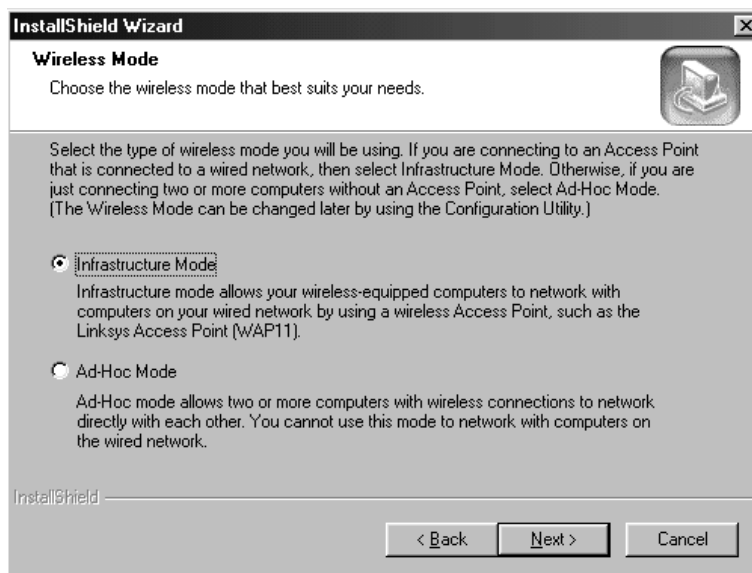 InstallShield Wizard
Wireless Mode
Choose the wireless mode that best suits your needs.
Select the type of wireless mode you will be using. If you are connecting to an Access Point
that is connected to a wired network, then select Infrastructure Mode. Otherwise, if you are
just connecting two or more computers without an Access Point, select Ad-Hoc Mode.
(The Wireless Mode can be changed later by using the Configuration Utility.)
Infrastructure Mode
Infrastructure mode allows your wireless-equipped computers to network with
computers on your wired network by using a wireless Access Point, such as the
Linksys Access Point (WAP11).
Ad-Hoc Mode
Ad-Hoc mode allows two or more computers with wireless connections to network
directly with each other. You cannot use this mode to network with computers on
the wired network.
InstallShield
< Back Next > Cancel